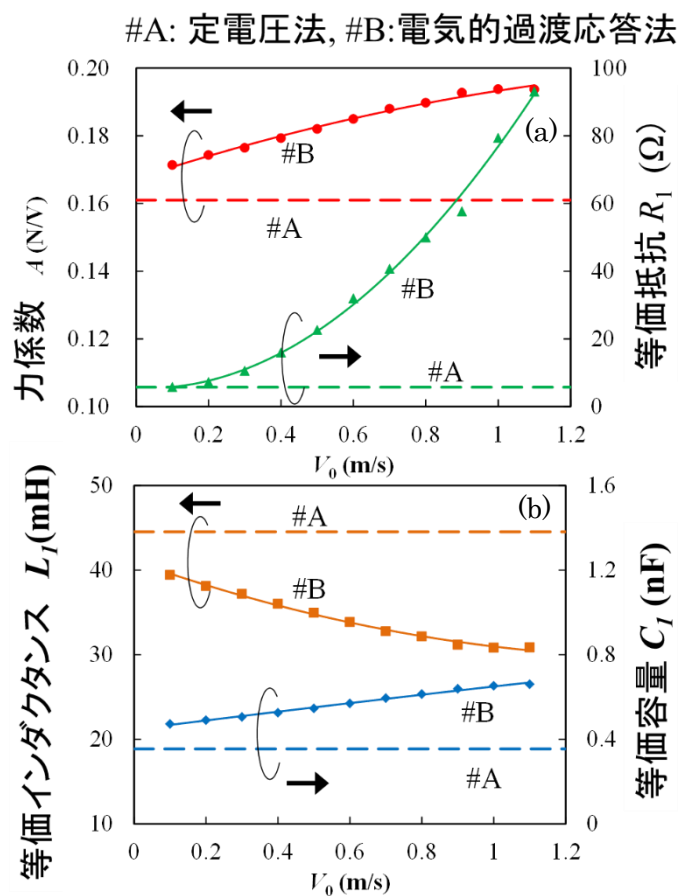 #A: 定電圧法, #B:電気的過渡応答法
力係数 A (N/V)
0.20
0.18
0.16
0.14
0.12
0.10
(a)
#B
#A
#B
#A
100
80
60
40
20
0
等価抵抗 R1 (Ω)
0 0.2 0.4 0.6 0.8 1 1.2
V0 (m/s)
等価インダクタンス L1(mH)
50
40
30
20
10
(b)
#A
#B
#B
#A
1.6
1.2
0.8
0.4
0
等価容量 C1 (nF)
0 0.2 0.4 0.6 0.8 1 1.2
V0 (m/s)